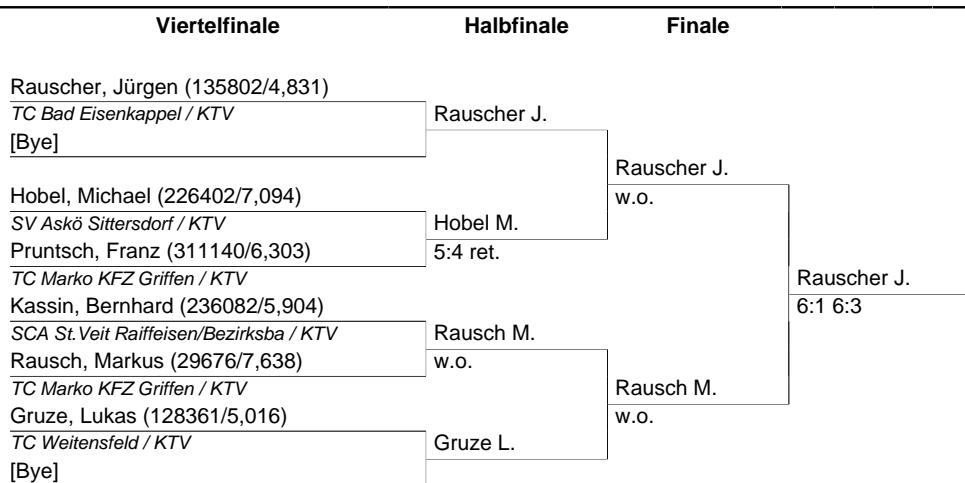 Viertelfinale Halbfinale Finale
Rauscher, Jürgen (135802/4,831)
TC Bad Eisenkappel / KTV Rauscher J.
[Bye]
Rauscher J.
Hobel, Michael (226402/7,094) w.o.
SV Askö Sittersdorf / KTV Hobel M.
Pruntsch, Franz (311140/6,303) 5:4 ret.
TC Marko KFZ Griffen / KTV Rauscher J.
Kassin, Bernhard (236082/5,904) 6:1 6:3
SCA St.Veit Raiffeisen/Bezirksba / KTV Rausch M.
Rausch, Markus (29676/7,638) w.o.
TC Marko KFZ Griffen / KTV Rausch M.
Gruze, Lukas (128361/5,016) w.o.
TC Weitensfeld / KTV Gruze L.
[Bye]